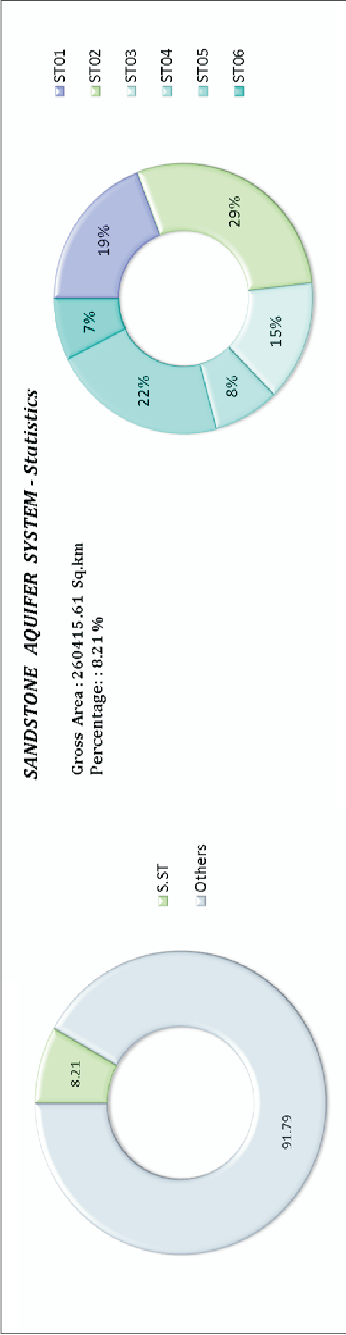 SANDSTONE AQUIFER SYSTEM - Statistics
Gross Area : 260415.61 Sq.km
Percentage: : 8.21 %
8.21
91.79
S.ST
Others
19%
29%
15%
8%
22%
7%
ST01
ST02
ST03
ST04
ST05
ST06